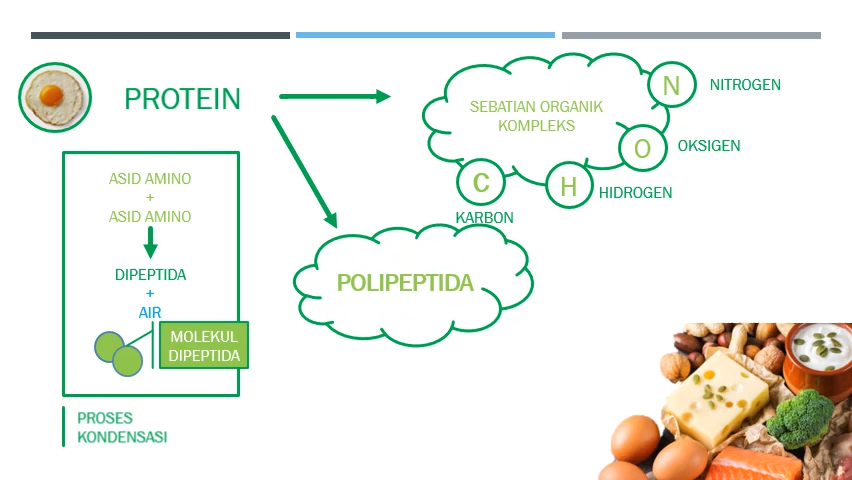 PROTEIN
SEBATIAN ORGANIK
KOMPLEKS
N
NITROGEN
O
OKSIGEN
H
HIDROGEN
C
KARBON
POLIPEPTIDA
ASID AMINO
+
ASID AMINO
DIPEPTIDA
+
AIR
MOLEKUL
DIPEPTIDA
PROSES
KONDENSASI